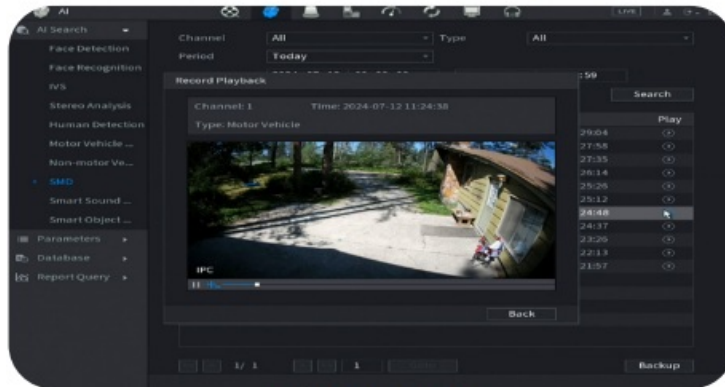 AI
LIVE
AI Search
Face Detection
Face Recognition
IVS
Stereo Analysis
Human Detection
Motor Vehicle ...
Non-motor Ve...
SMD
Smart Sound ...
Smart Object ...
Parameters
Database
Report Query
Channel All Type All
Period Today
:59
Search
Record Playback
Channel: 1 Time: 2024-07-12 11:24:38
Type: Motor Vehicle
IPC
Back
Play
29:04
27:58
27:35
26:14
25:26
25:12
24:48
24:37
23:26
22:13
21:57
1/ 1
1
Backup